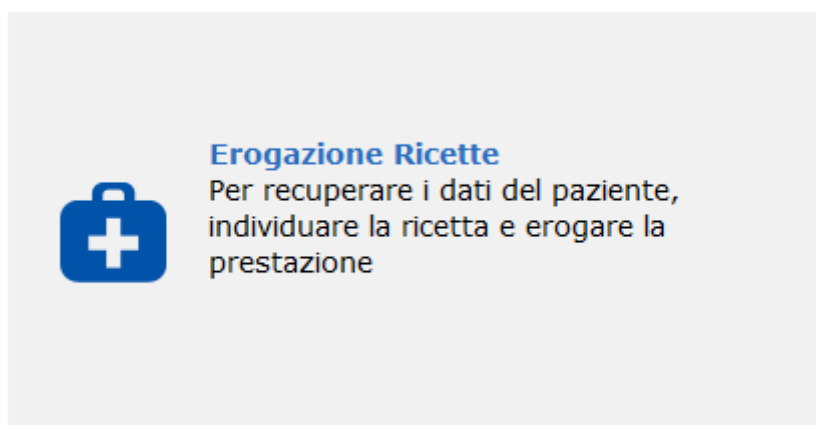 Erogazione Ricette
Per recuperare i dati del paziente,
individuare la ricetta e erogare la
prestazione